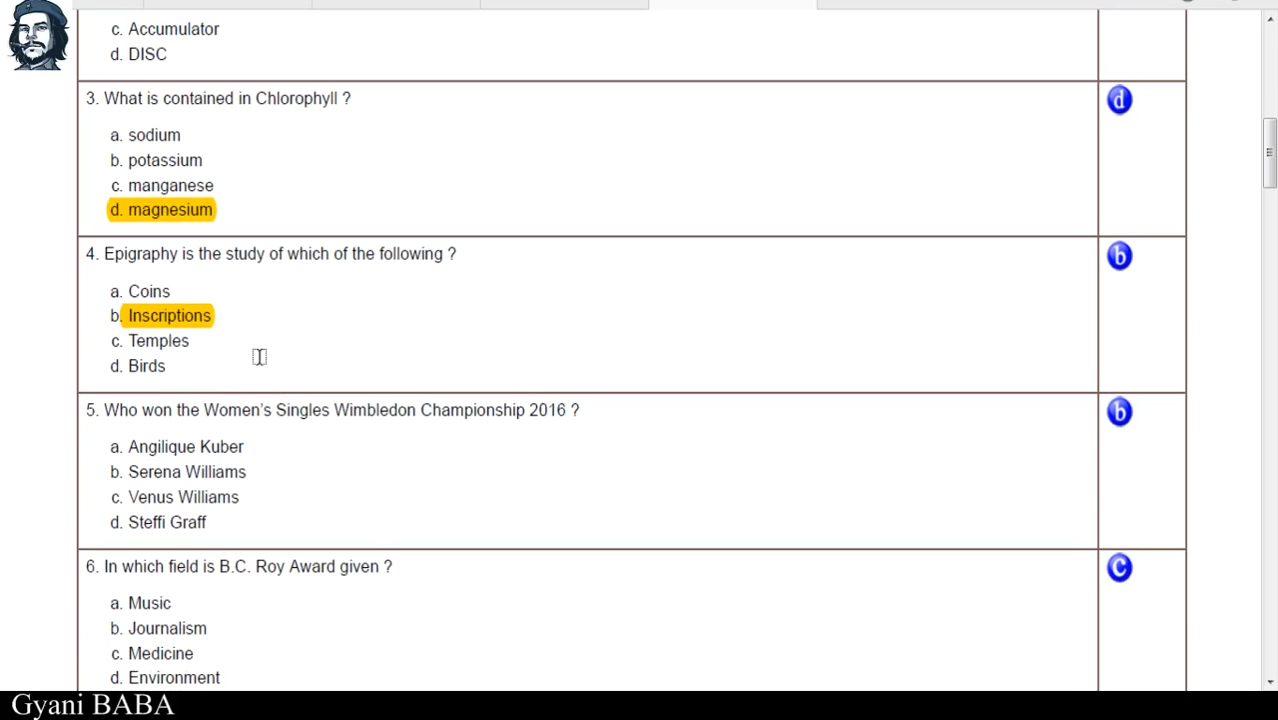 c. Accumulator
d. DISC
3. What is contained in Chlorophyll ?
d
a. sodium
b. potassium
c. manganese
d. magnesium
4. Epigraphy is the study of which of the following ?
b
a. Coins
b. Inscriptions
c. Temples
d. Birds
5. Who won the Women's Singles Wimbledon Championship 2016 ?
b
a. Angilique Kuber
b. Serena Williams
c. Venus Williams
d. Steffi Graff
6. In which field is B.C. Roy Award given ?
c
a. Music
b. Journalism
c. Medicine
d. Environment
Gyani BABA